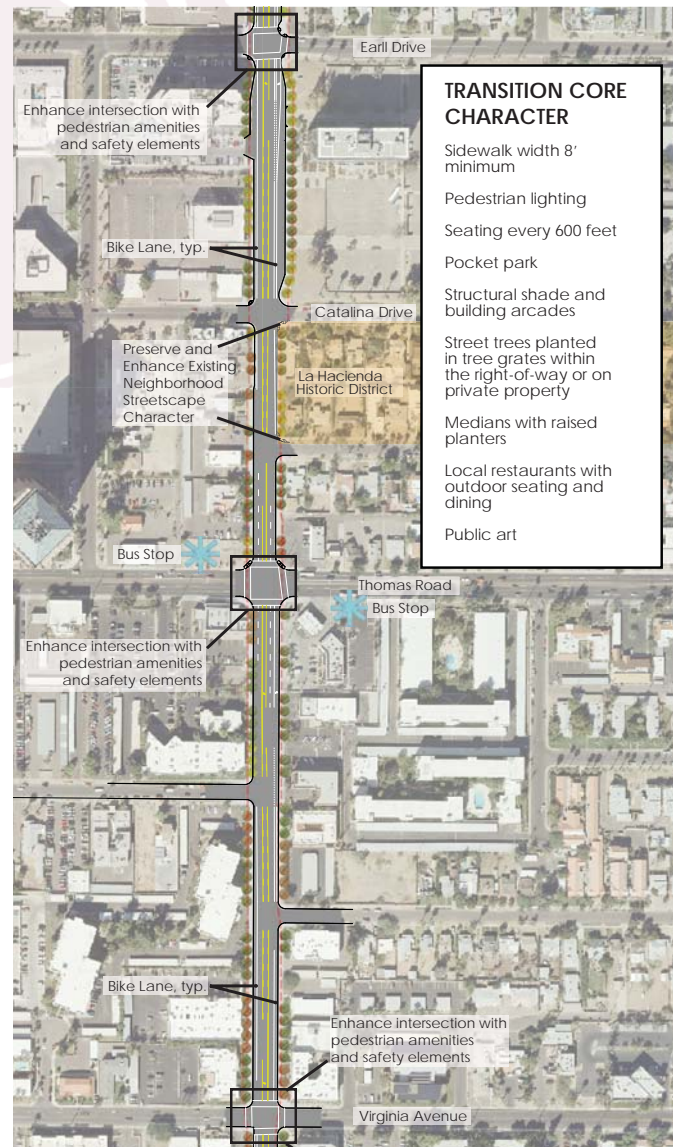 Earll Drive
Enhance intersection with
pedestrian amenities
and safety elements
TRANSITION CORE
CHARACTER
Sidewalk width 8'
minimum
Pedestrian lighting
Seating every 600 feet
Pocket park
Structural shade and
building arcades
Street trees planted
in tree grates within
the right-of-way or on
private property
Medians with raised
planters
Local restaurants with
outdoor seating and
dining
Public art
Bike Lane, typ.
Catalina Drive
Preserve and
Enhance Existing
Neighborhood
Streetscape
Character
La Hacienda
Historic District
Bus Stop
Thomas Road
Bus Stop
Enhance intersection with
pedestrian amenities
and safety elements
Bike Lane, typ.
Enhance intersection with
pedestrian amenities
and safety elements
Virginia Avenue